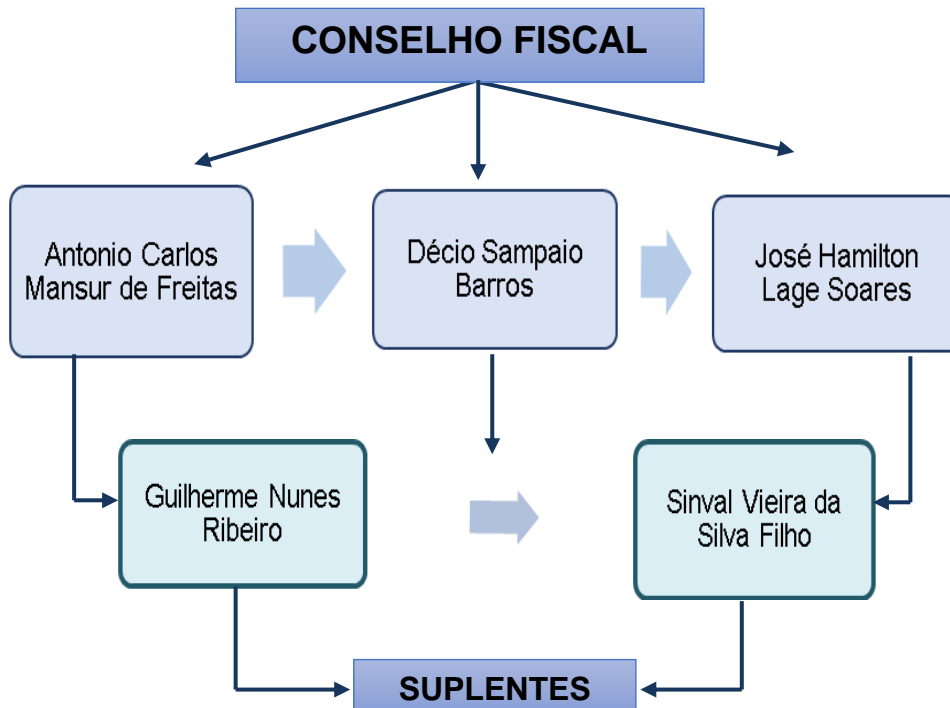 CONSELHO FISCAL
Antonio Carlos
Mansur de Freitas
Décio Sampaio
Barros
José Hamilton
Lage Soares
Guilherme Nunes
Ribeiro
Sinval Vieira da
Silva Filho
SUPLENTES